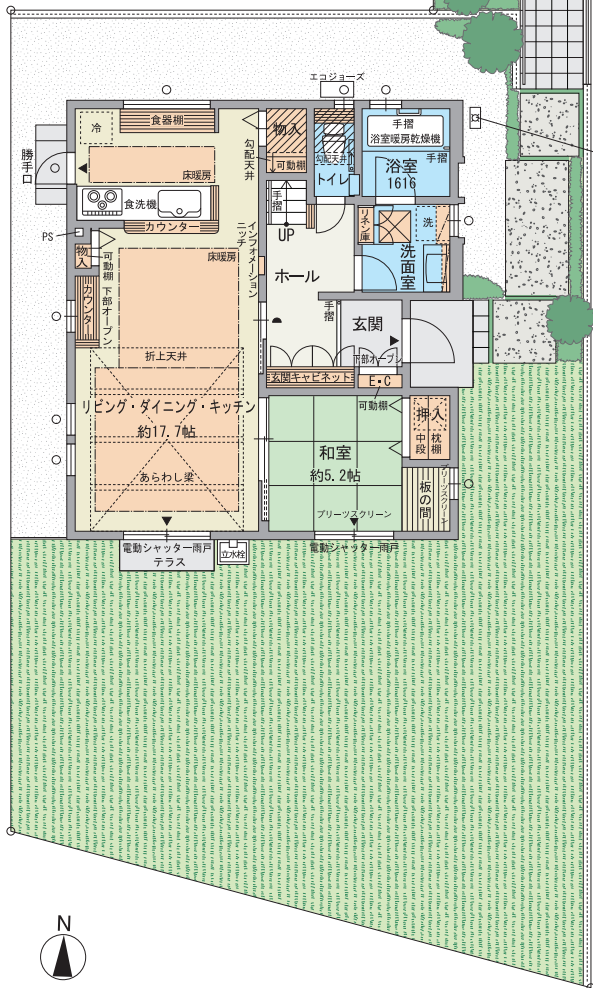 エコジョーズ
食器棚
冷
床暖房
勝手口
食洗機
カウンター
PS
物入
可動棚
下部オープン
カウンター
勾配天井
物入
可動棚
勾配天井
トイレ
手摺
浴室暖房乾燥機
手摺
浴室
1616
手摺
UP
リネン庫
洗
洗面室
インフォメーションニッチ
床暖房
ホール
手摺
玄関
下部オープン
折上天井
玄関キャビネット
E・C
可動棚
リビング・ダイニング・キッチン
約17.7帖
あらわし梁
和室
約5.2帖
押入
中段
枕棚
プリーツスクリーン
板の間
プリーツスクリーン
電動シャッター雨戸
テラス
立水栓
電動シャッター雨戸
N